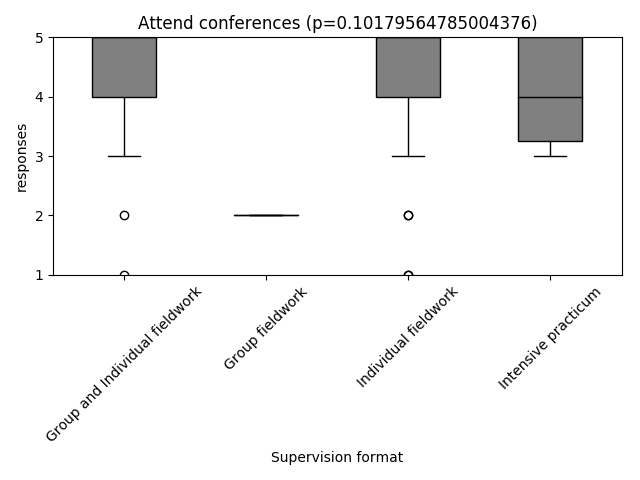 Attend conferences (p=0.10179564785004376)
responses
5
4
3
2
1
Group and Individual fieldwork
Group fieldwork
Individual fieldwork
Intensive practicum
Supervision format